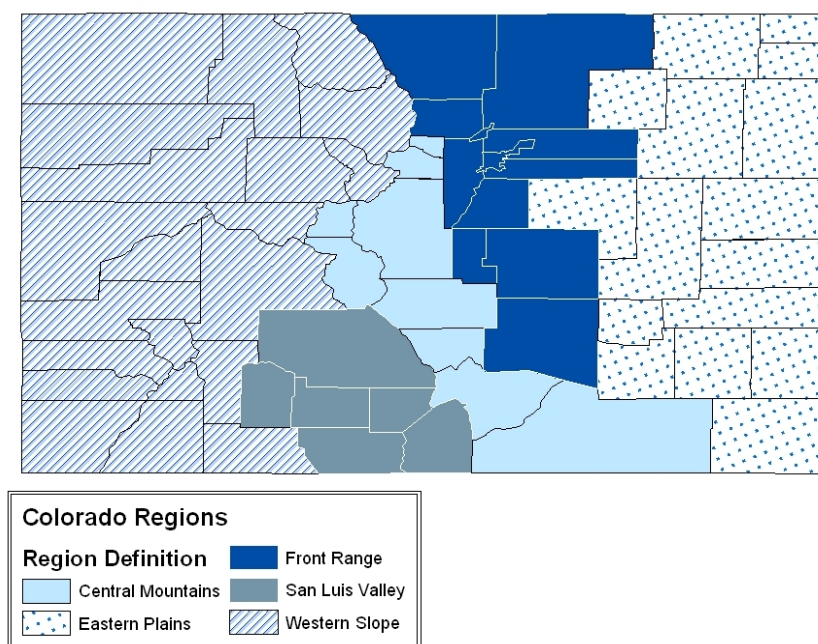 Colorado Regions
Region Definition
Central Mountains
Eastern Plains
Front Range
San Luis Valley
Western Slope